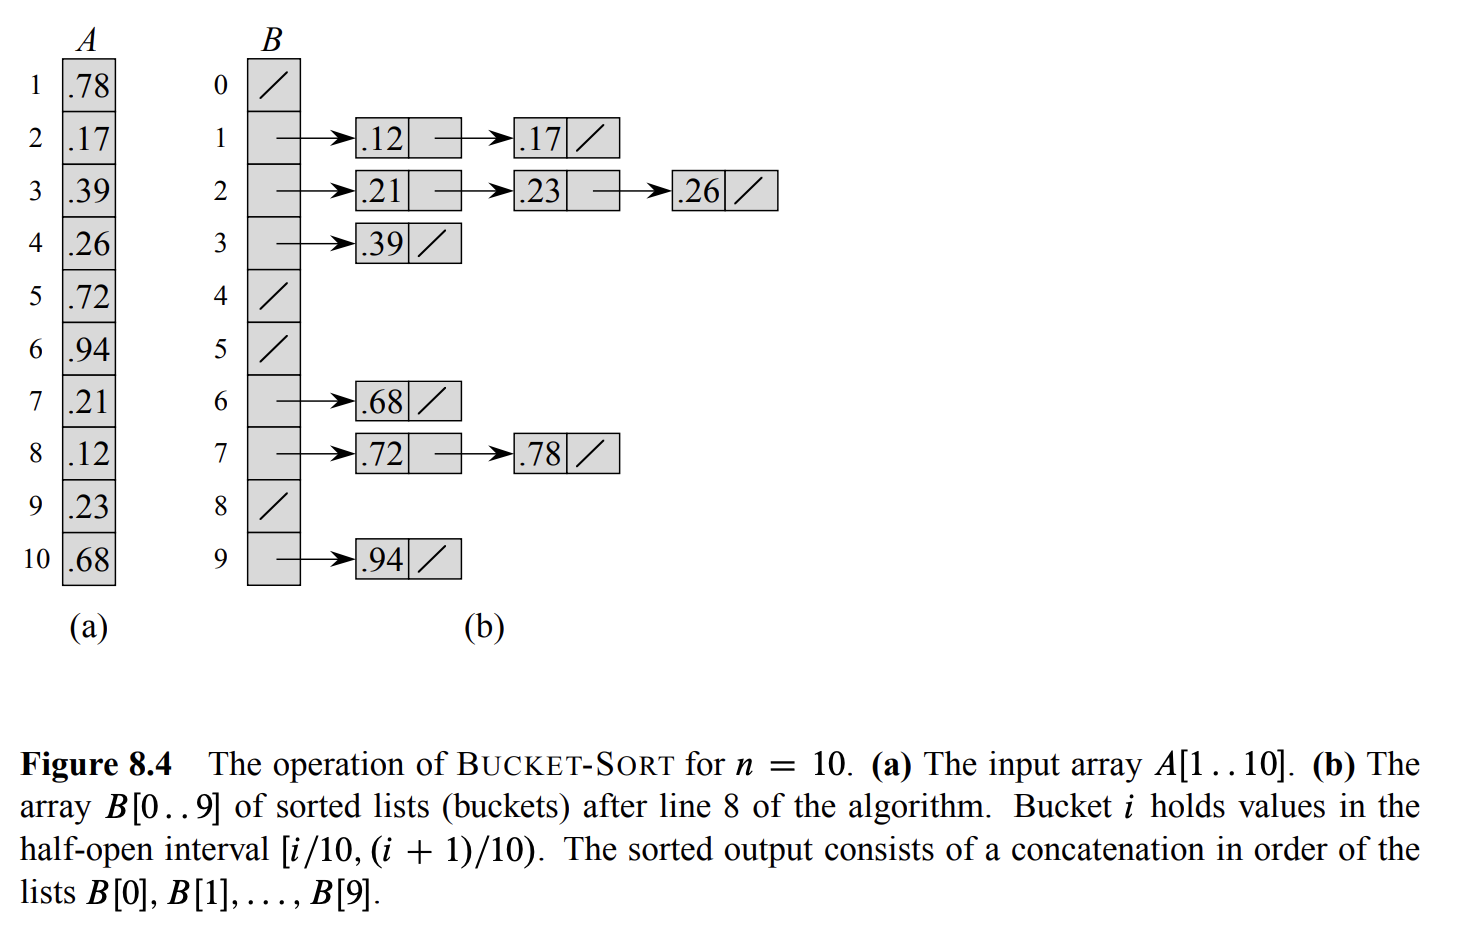 A B
1 .78 0
2 .17 1 .12 .17
3 .39 2 .21 .23 .26
4 .26 3 .39
5 .72 4
6 .94 5
7 .21 6 .68
8 .12 7 .72 .78
9 .23 8
10 .68 9 .94
(a) (b)
Figure 8.4 The operation of BUCKET-SORT for n = 10. (a) The input array A[1 . . 10]. (b) The
array B[0 . . 9] of sorted lists (buckets) after line 8 of the algorithm. Bucket i holds values in the
half-open interval [i/10, (i + 1)/10). The sorted output consists of a concatenation in order of the
lists B[0], B[1], . . . , B[9].